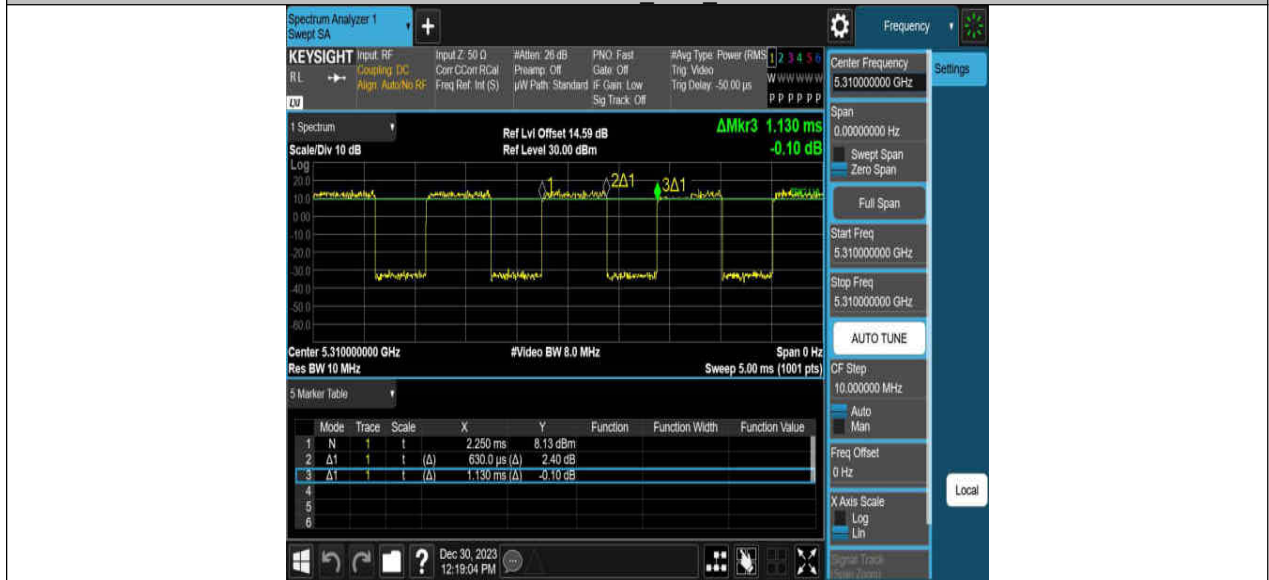 Spectrum Analyzer 1
Swept SA
+
Frequency
KEYSIGHT
RL
Input: RF
Coupling: DC
Align: Auto/No RF
Input Z: 50 Ω
Corr CCorr RCal
Freq Ref: Int (S)
#Atten: 26 dB
Preamp: Off
µW Path: Standard
PNO: Fast
Gate: Off
IF Gain: Low
Sig Track: Off
#Avg Type: Power (RMS
Trig: Video
Trig Delay: -50.00 µs
1 2 3 4 5 6
W W W W W W
P P P P P P
LXI
1 Spectrum
Scale/Div 10 dB
Ref Lvl Offset 14.59 dB
Ref Level 30.00 dBm
ΔMkr3 1.130 ms
-0.10 dB
Log
20.0
10.0
0.00
-10.0
-20.0
-30.0
-40.0
-50.0
-60.0
1
2Δ1
3Δ1
Center 5.310000000 GHz
#Video BW 8.0 MHz
Span 0 Hz
Res BW 10 MHz
Sweep 5.00 ms (1001 pts)
5 Marker Table
Mode Trace Scale X Y Function Function Width Function Value
1 N 1 t 2.250 ms 8.13 dBm
2 Δ1 1 t (Δ) 630.0 µs (Δ) 2.40 dB
3 Δ1 1 t (Δ) 1.130 ms (Δ) -0.10 dB
4
5
6
Dec 30, 2023
12:19:04 PM
Center Frequency
5.310000000 GHz
Settings
Span
0.00000000 Hz
Swept Span
Zero Span
Full Span
Start Freq
5.310000000 GHz
Stop Freq
5.310000000 GHz
AUTO TUNE
CF Step
10.000000 MHz
Auto
Man
Freq Offset
0 Hz
X Axis Scale
Log
Lin
Local
Signal Track
(Span Zoom)